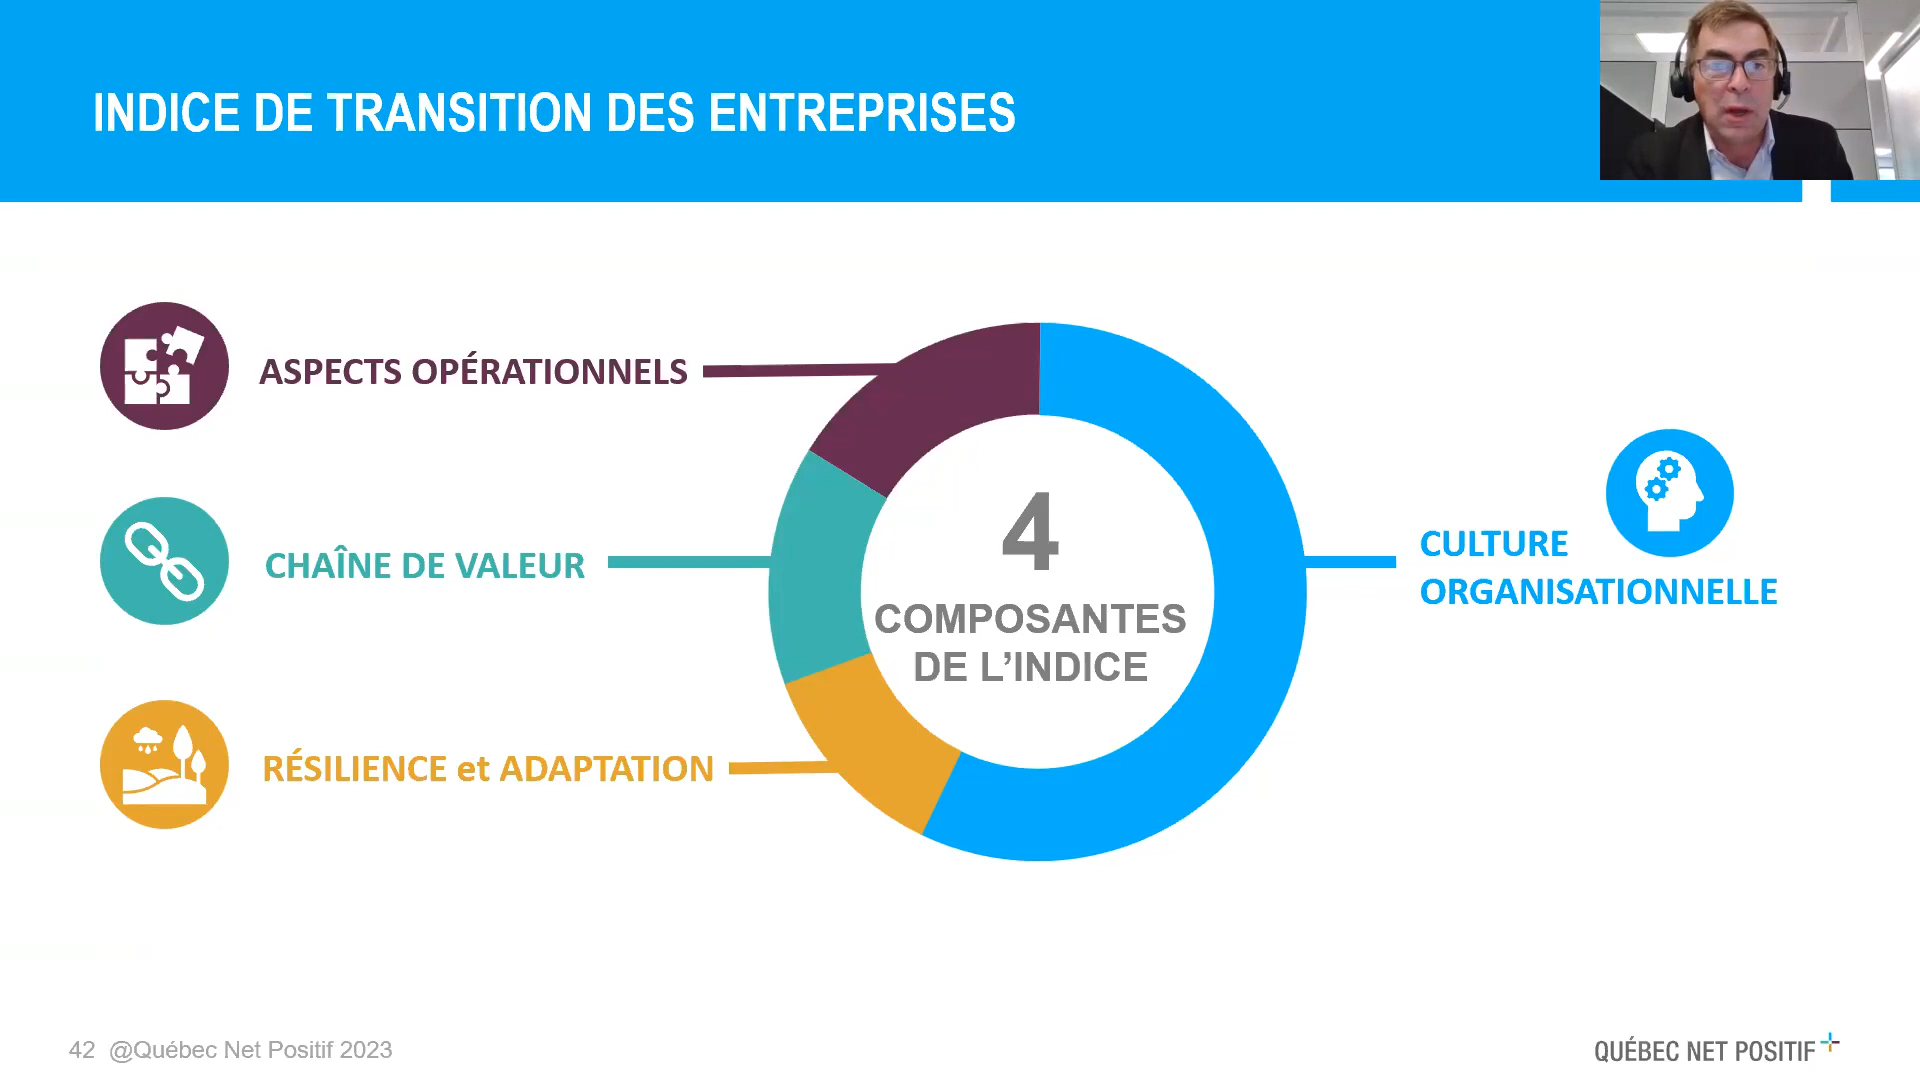 INDICE DE TRANSITION DES ENTREPRISES
ASPECTS OPÉRATIONNELS
CHAÎNE DE VALEUR
RÉSILIENCE et ADAPTATION
4
COMPOSANTES
DE L’INDICE
CULTURE
ORGANISATIONNELLE
42 @Québec Net Positif 2023
QUÉBEC NET POSITIF